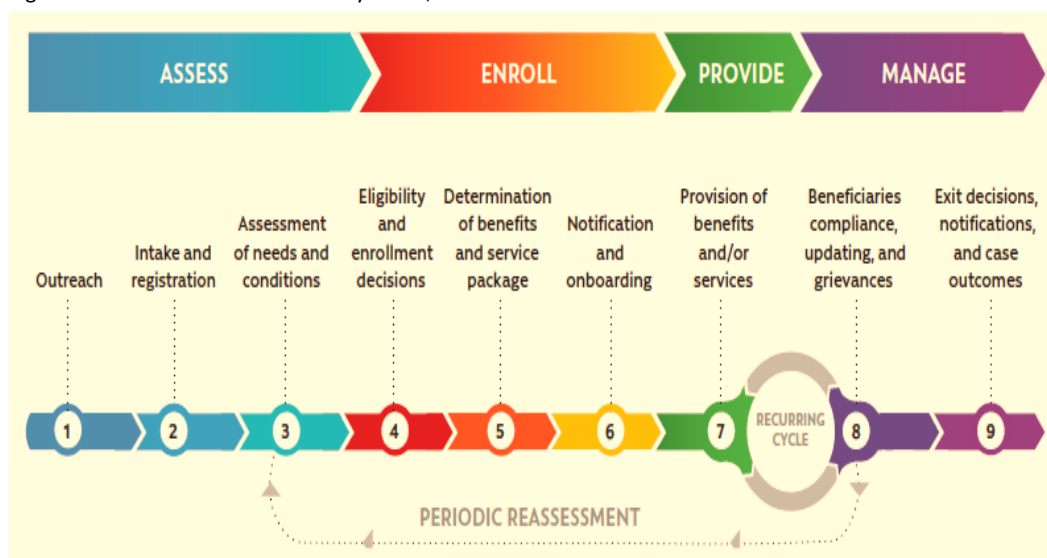 ASSESS
ENROLL
PROVIDE
MANAGE
Outreach
Intake and
registration
Assessment
of needs and
conditions
Eligibility
and
enrollment
decisions
Determination
of benefits
and service
package
Notification
and
onboarding
Provision of
benefits
and/or
services
Beneficiaries
compliance,
updating, and
grievances
Exit decisions,
notifications,
and case
outcomes
1
2
3
4
5
6
7
RECURRING
CYCLE
8
9
PERIODIC REASSESSMENT